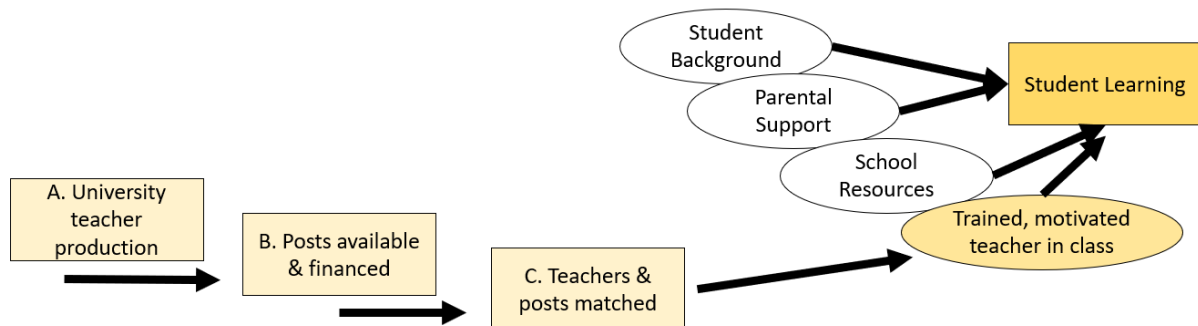 Student
Background
Parental
Support
School
Resources
Trained, motivated
teacher in class
Student Learning
A. University
teacher
production
B. Posts available
& financed
C. Teachers &
posts matched